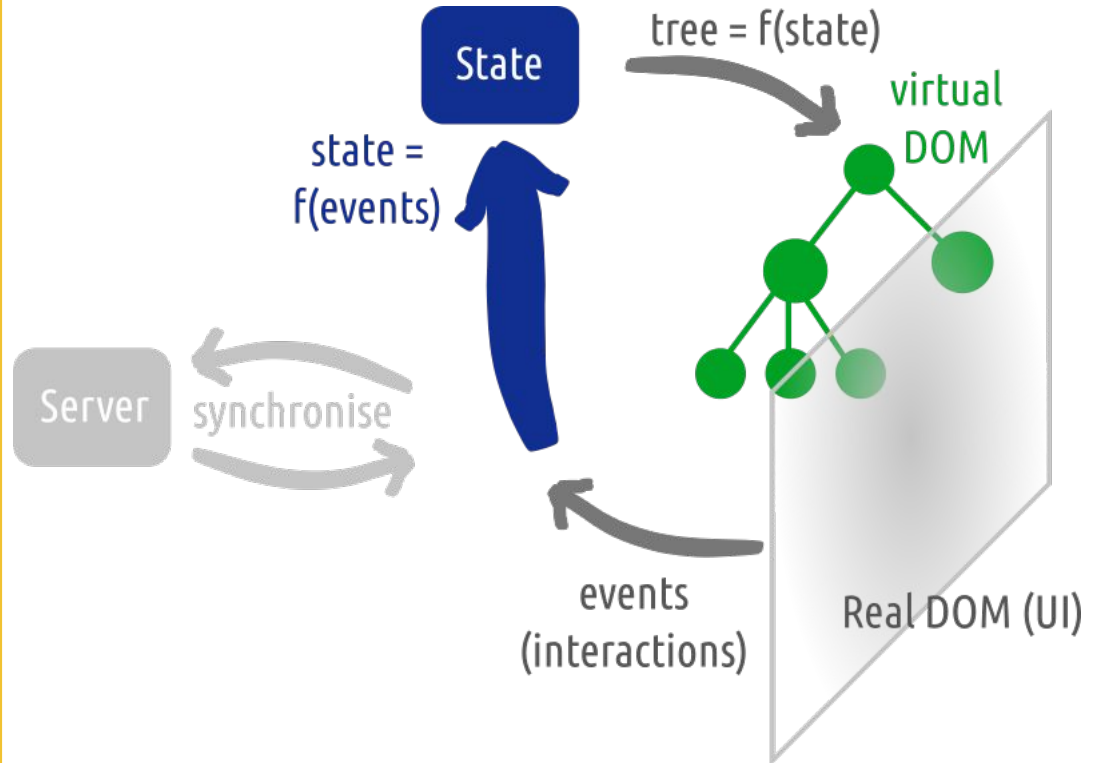 State
tree = f(state)
virtual
DOM
state =
f(events)
Server
synchronise
events
(interactions)
Real DOM (UI)